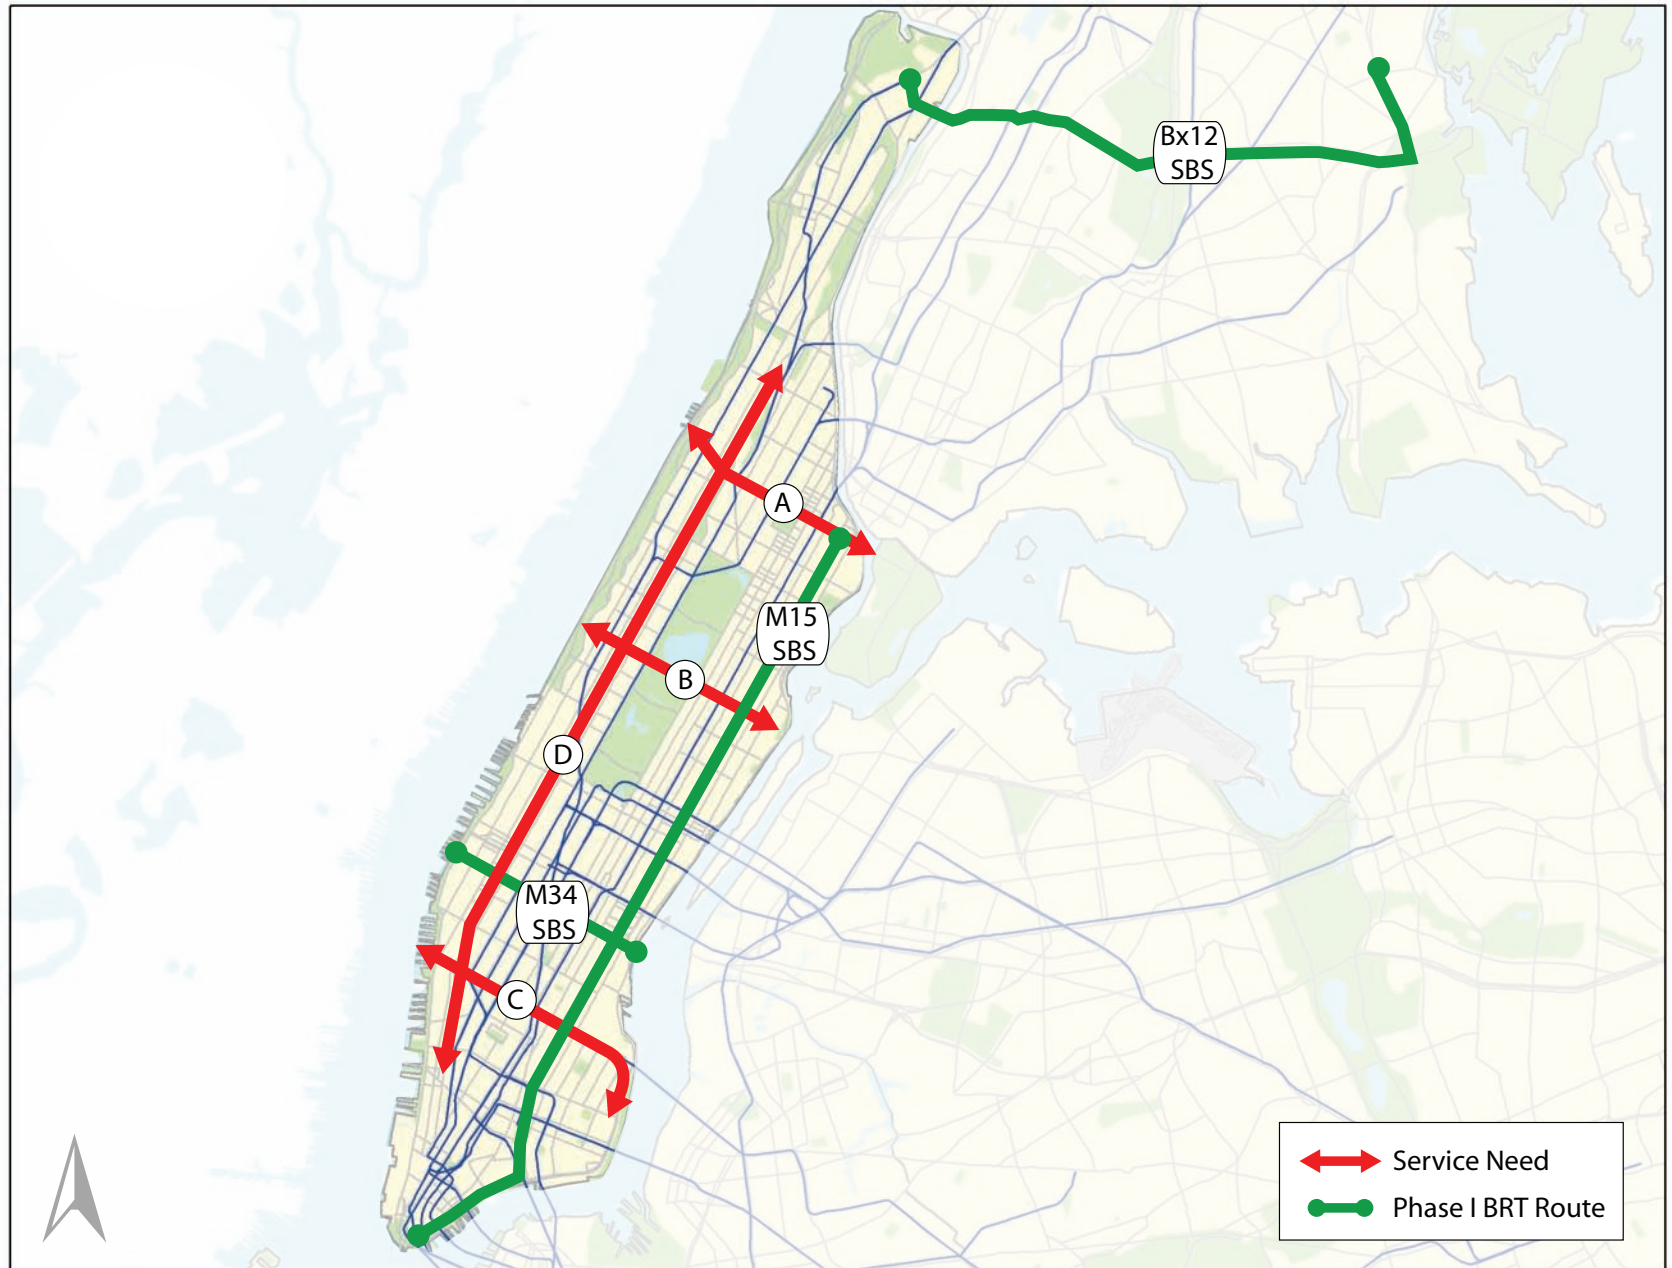 Bx12
SBS
A
M15
SBS
B
D
M34
SBS
C
Service Need
Phase I BRT Route